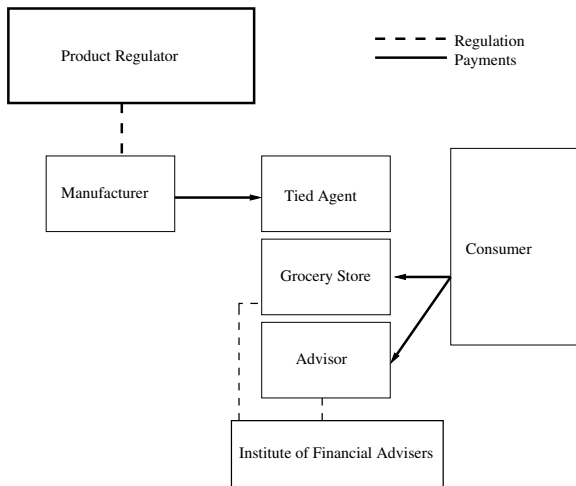 Product Regulator
Regulation
Payments
Manufacturer
Tied Agent
Consumer
Grocery Store
Advisor
Institute of Financial Advisers